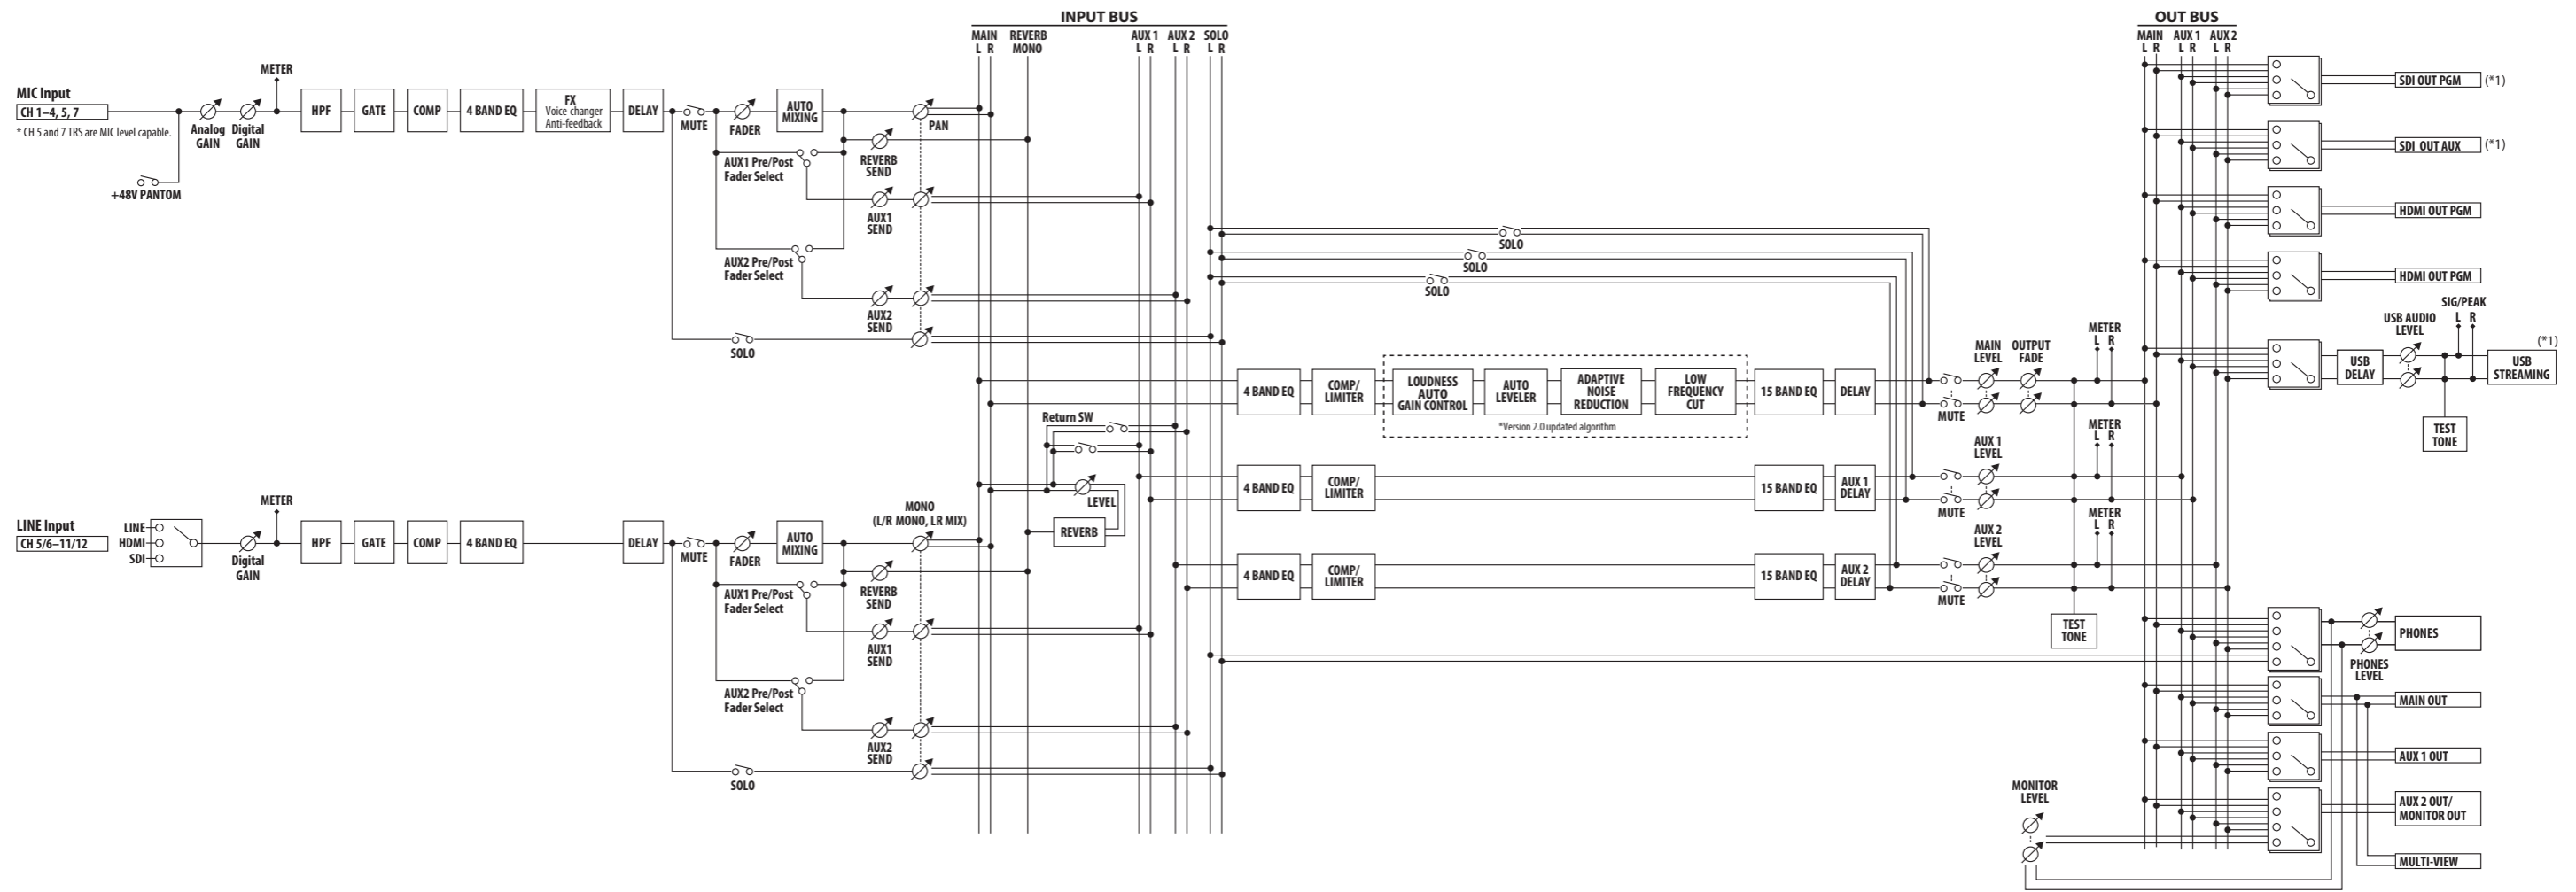 INPUT BUS
MAIN
L R
REVERB
MONO
AUX 1
L R
AUX 2
L R
SOLO
L R
OUT BUS
MAIN
L R
AUX 1
L R
AUX 2
L R
MIC Input
CH 1–4, 5, 7
* CH 5 and 7 TRS are MIC level capable.
+48V PANTOM
Analog
GAIN
Digital
GAIN
METER
HPF
GATE
COMP
4 BAND EQ
FX
Voice changer
Anti-feedback
DELAY
MUTE
FADER
AUTO
MIXING
PAN
REVERB
SEND
AUX1 Pre/Post
Fader Select
AUX1
SEND
AUX2 Pre/Post
Fader Select
AUX2
SEND
SOLO
SOLO
SOLO
SOLO
4 BAND EQ
COMP/
LIMITER
LOUDNESS
AUTO
GAIN CONTROL
AUTO
LEVELER
ADAPTIVE
NOISE
REDUCTION
LOW
FREQUENCY
CUT
*Version 2.0 updated algorithm
15 BAND EQ
DELAY
MUTE
MAIN
LEVEL
OUTPUT
FADE
METER
L R
Return SW
LEVEL
REVERB
4 BAND EQ
COMP/
LIMITER
15 BAND EQ
AUX 1
DELAY
MUTE
AUX 1
LEVEL
METER
L R
4 BAND EQ
COMP/
LIMITER
15 BAND EQ
AUX 2
DELAY
MUTE
AUX 2
LEVEL
METER
L R
TEST
TONE
LINE Input
CH 5/6–11/12
LINE
HDMI
SDI
Digital
GAIN
METER
HPF
GATE
COMP
4 BAND EQ
DELAY
MUTE
FADER
AUTO
MIXING
MONO
(L/R MONO, LR MIX)
REVERB
SEND
AUX1 Pre/Post
Fader Select
AUX1
SEND
AUX2 Pre/Post
Fader Select
AUX2
SEND
SOLO
SDI OUT PGM
(*1)
SDI OUT AUX
(*1)
HDMI OUT PGM
HDMI OUT PGM
USB
DELAY
USB AUDIO
LEVEL
SIG/PEAK
L R
(*1)
USB
STREAMING
TEST
TONE
PHONES
PHONES
LEVEL
MAIN OUT
AUX 1 OUT
MONITOR
LEVEL
AUX 2 OUT/
MONITOR OUT
MULTI-VIEW